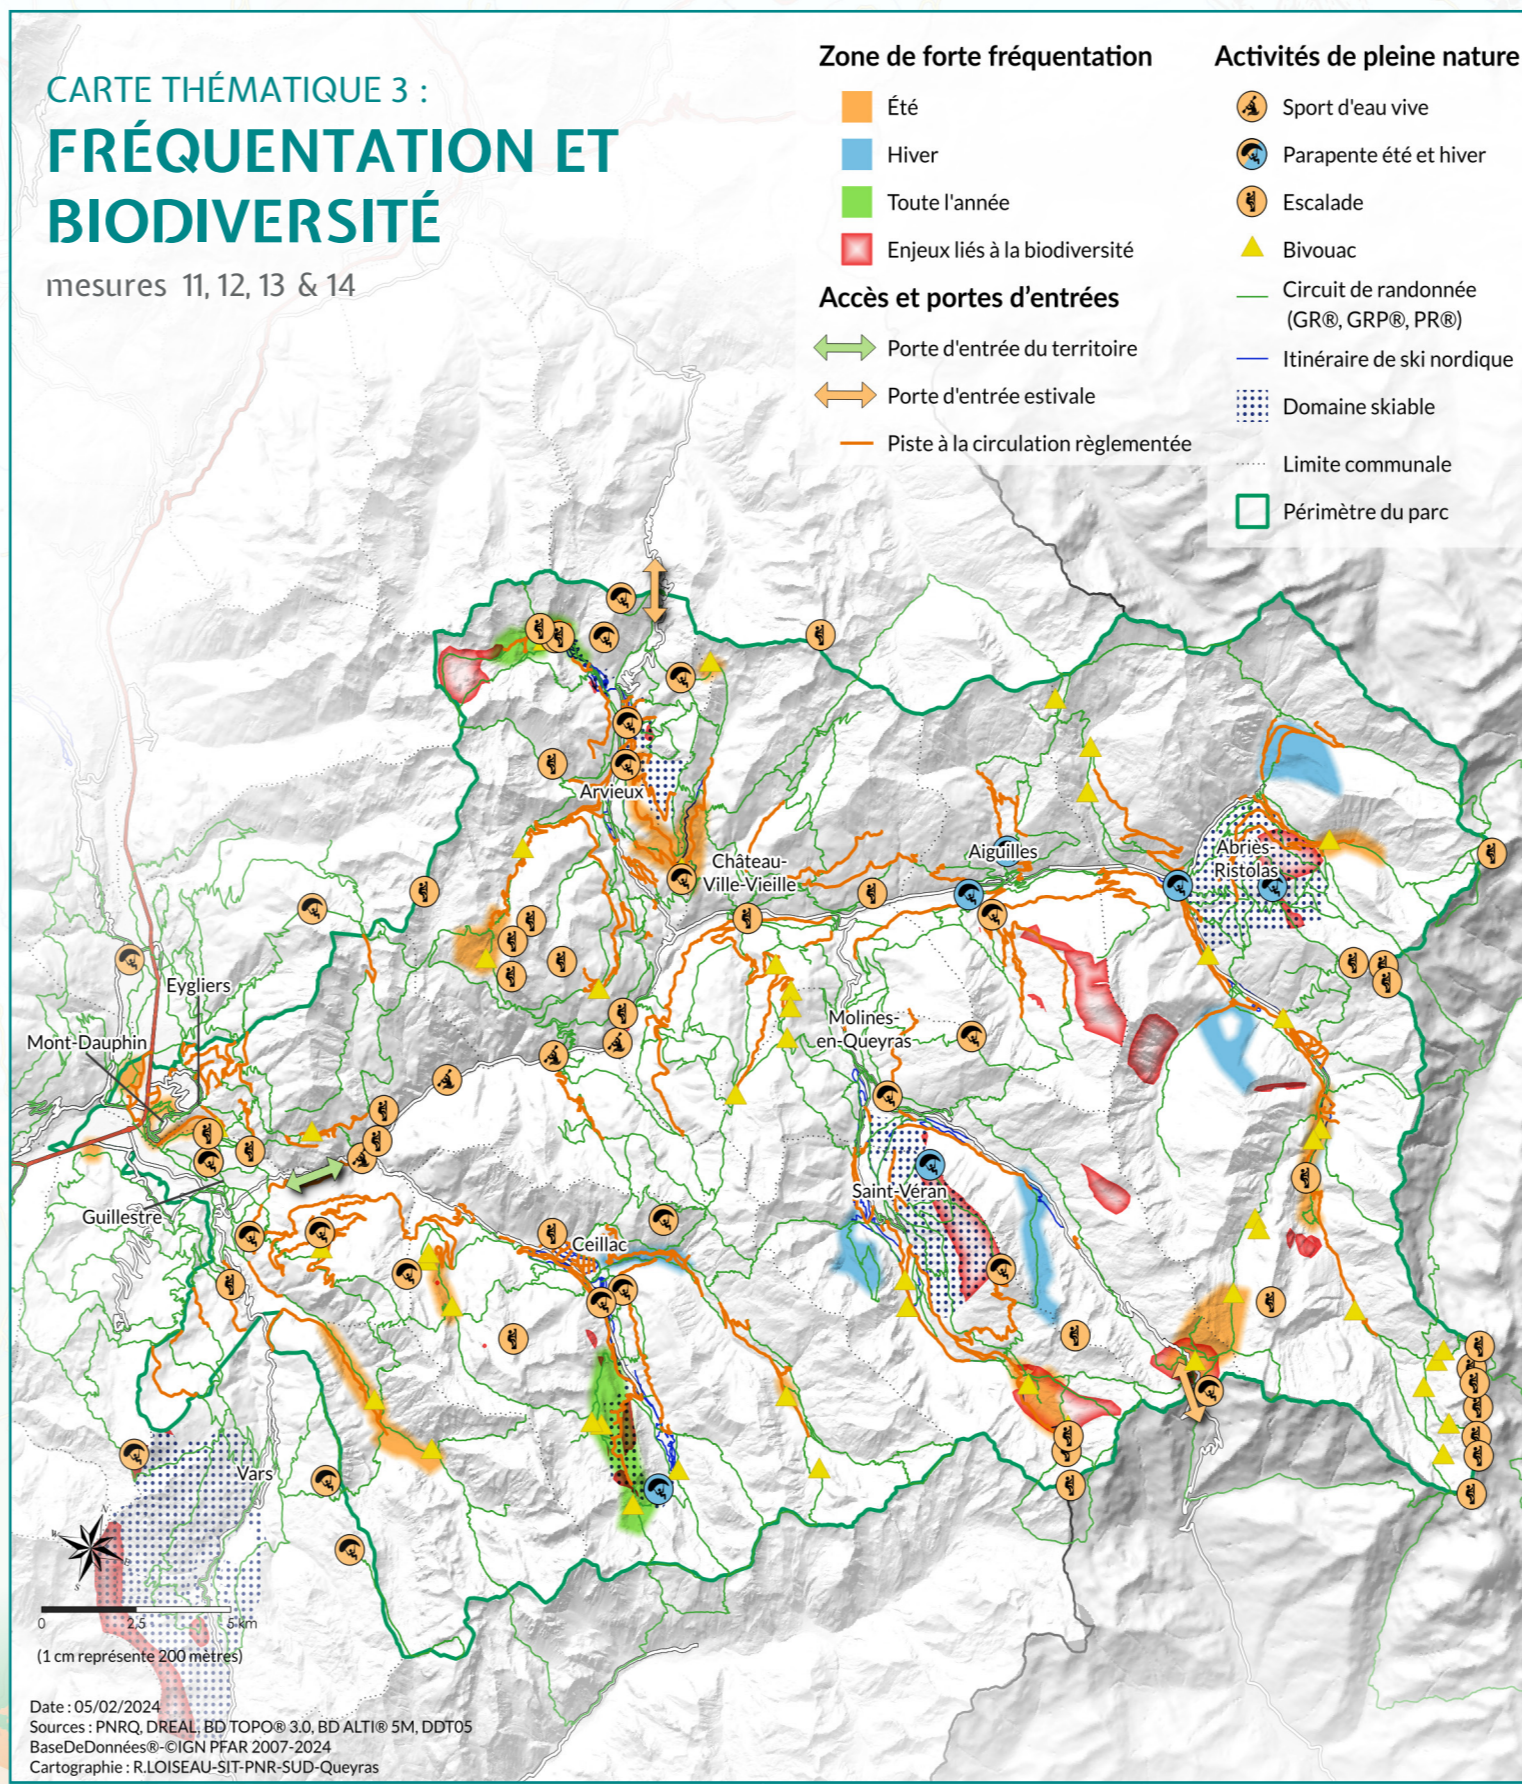 CARTE THÉMATIQUE 3 :
FRÉQUENTATION ET
BIODIVERSITÉ
mesures 11, 12, 13 & 14
Zone de forte fréquentation
Été
Hiver
Toute l'année
Enjeux liés à la biodiversité
Accès et portes d'entrées
Porte d'entrée du territoire
Porte d'entrée estivale
Piste à la circulation règlementée
Activités de pleine nature
Sport d'eau vive
Parapente été et hiver
Escalade
Bivouac
Circuit de randonnée
(GR®, GRP®, PR®)
Itinéraire de ski nordique
Domaine skiable
Limite communale
Périmètre du parc
Arvieux
Château-
Ville-Vieille
Aiguilles
Abriès-
Ristolas
Eygliers
Mont-Dauphin
Molines-
en-Queyras
Guillestre
Saint-Véran
Ceillac
Vars
N
E
S
0 2,5 5 km
(1 cm représente 200 mètres)
Date : 05/02/2024
Sources : PNRQ, DREAL, BD TOPO® 3.0, BD ALTI® 5M, DDT05
BaseDeDonnées®-©IGN PFAR 2007-2024
Cartographie : R.LOISEAU-SIT-PNR-SUD-Queyras